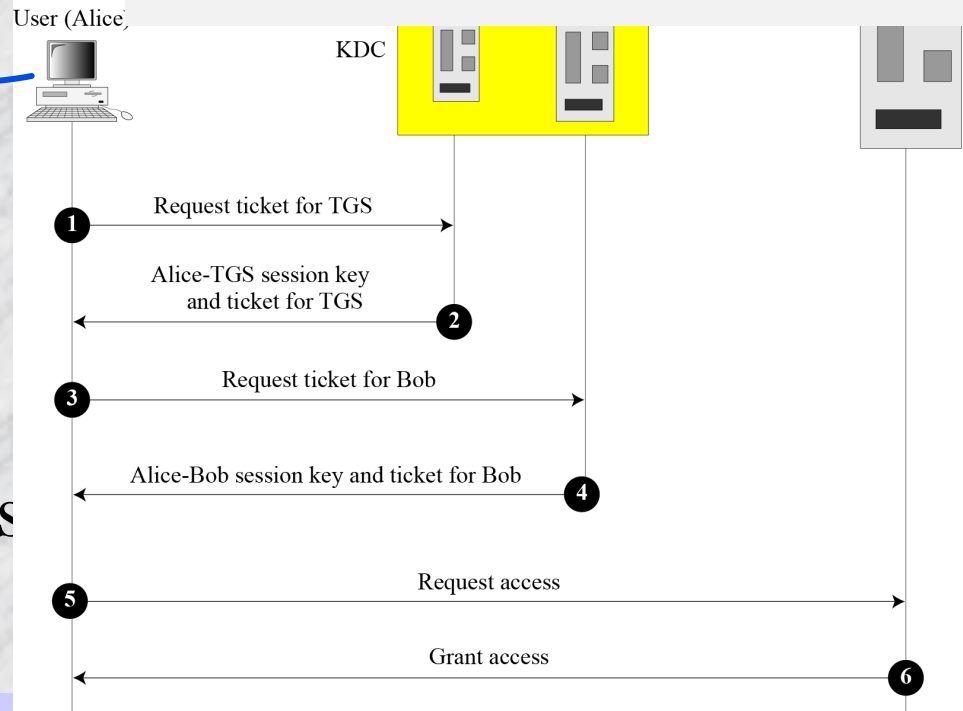 User (Alice)
KDC
Request ticket for TGS
1
Alice-TGS session key
and ticket for TGS
2
Request ticket for Bob
3
Alice-Bob session key and ticket for Bob
4
S
Request access
5
Grant access
6